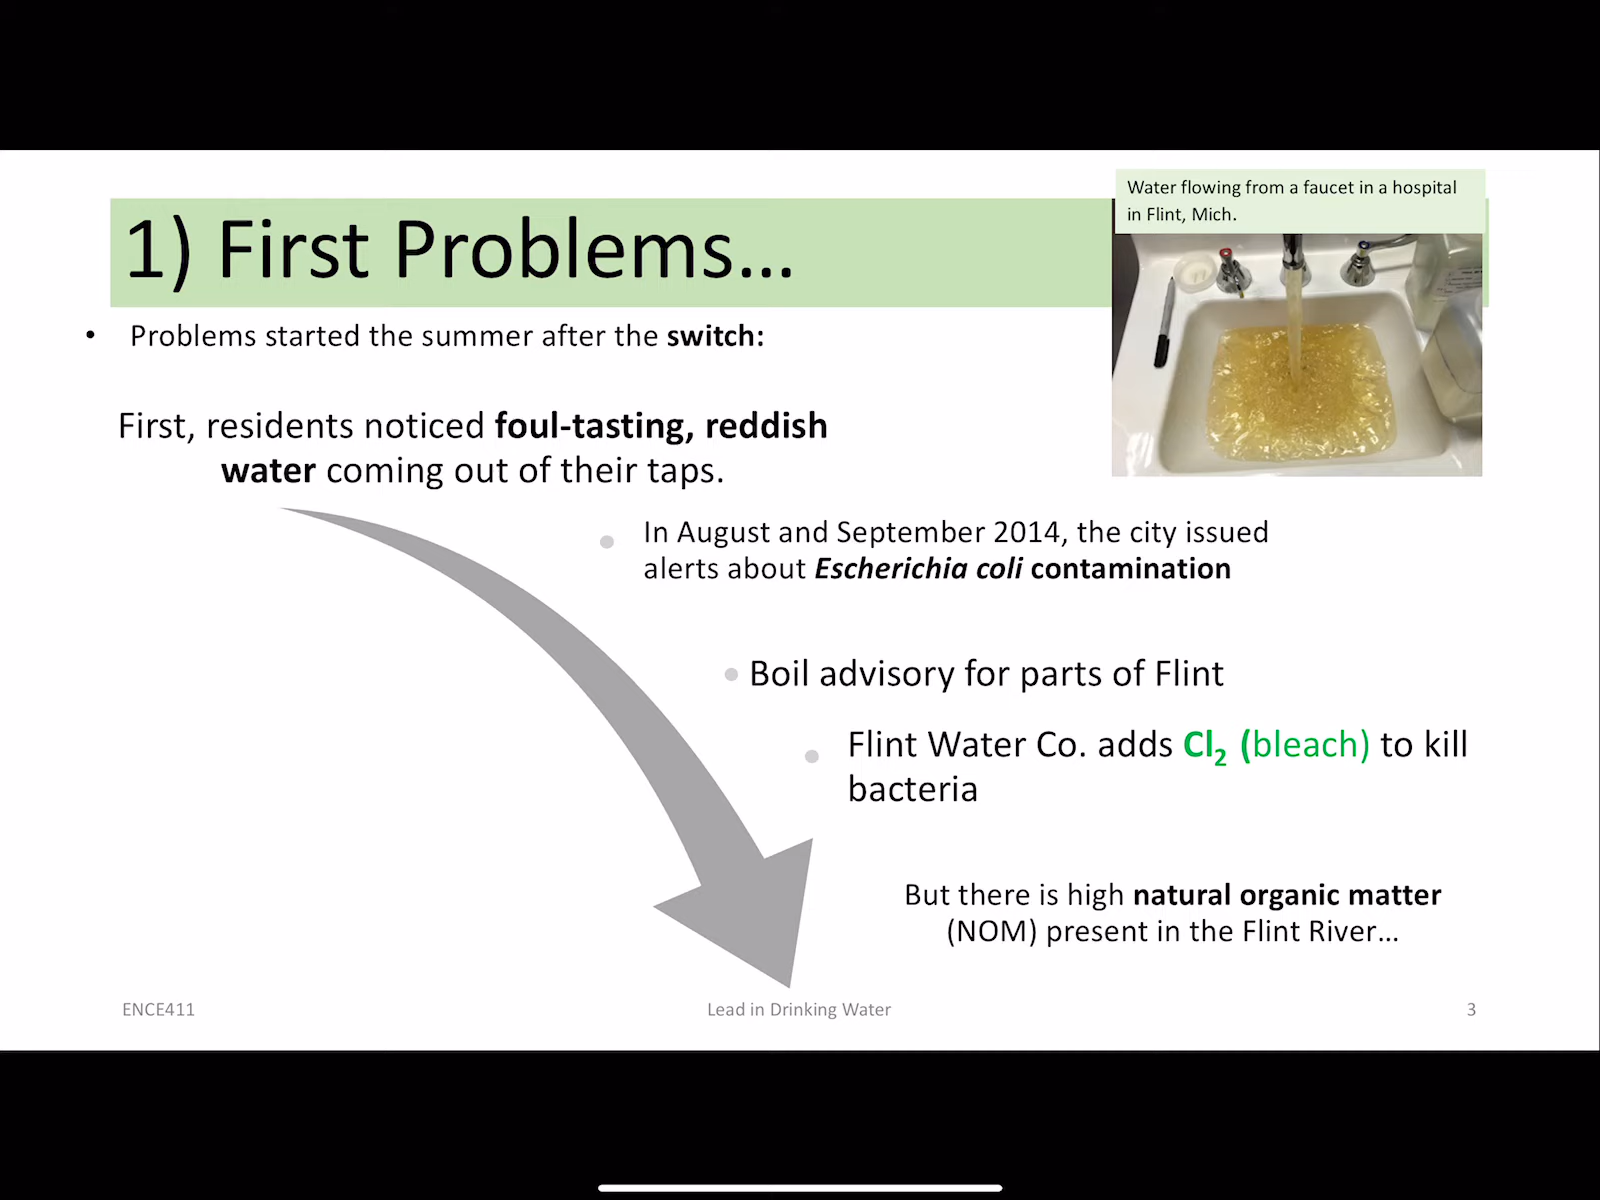 Water flowing from a faucet in a hospital
in Flint, Mich.
1) First Problems...
• Problems started the summer after the switch:
First, residents noticed foul-tasting, reddish
water coming out of their taps.
• In August and September 2014, the city issued
alerts about Escherichia coli contamination
• Boil advisory for parts of Flint
• Flint Water Co. adds Cl₂ (bleach) to kill
bacteria
But there is high natural organic matter
(NOM) present in the Flint River...
ENCE411
Lead in Drinking Water
3